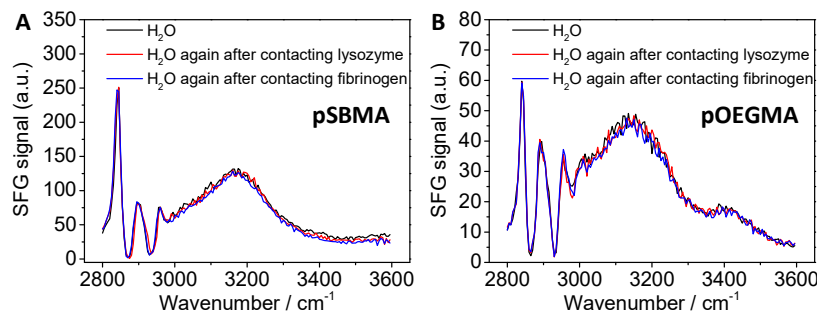 A
H₂O
H₂O again after contacting lysozyme
H₂O again after contacting fibrinogen
pSBMA
SFG signal (a.u.)
350
300
250
200
150
100
50
0
2800 3000 3200 3400 3600
Wavenumber / cm⁻¹
B
H₂O
H₂O again after contacting lysozyme
H₂O again after contacting fibrinogen
pOEGMA
SFG signal (a.u.)
80
70
60
50
40
30
20
10
0
2800 3000 3200 3400 3600
Wavenumber / cm⁻¹